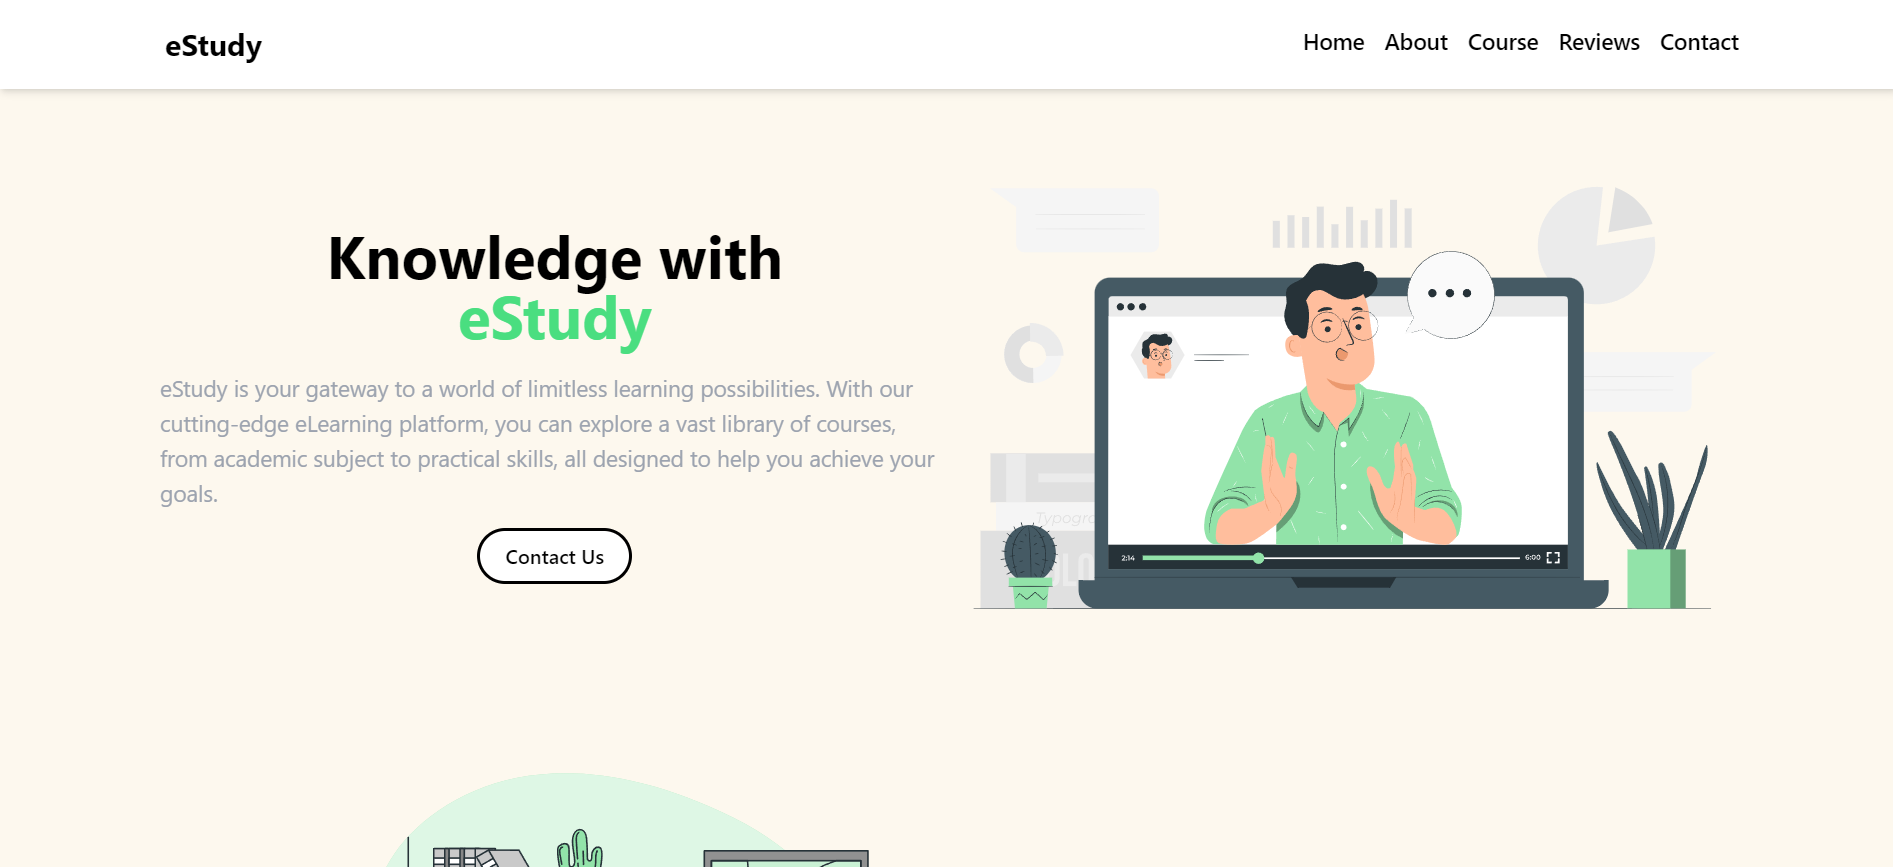 eStudy
Home About Course Reviews Contact
Knowledge with
eStudy
eStudy is your gateway to a world of limitless learning possibilities. With our
cutting-edge eLearning platform, you can explore a vast library of courses,
from academic subject to practical skills, all designed to help you achieve your
goals.
Contact Us
2:14
6:00